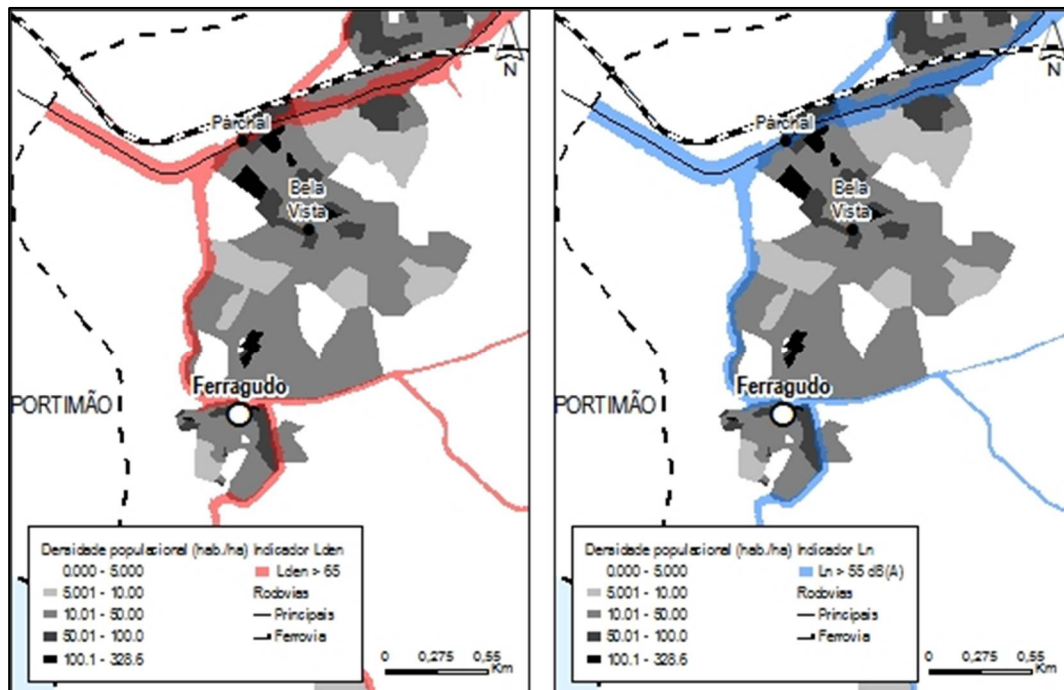 N
Parchal
Bela
Vista
Ferragudo
PORTIMÃO
Densidade populacional (hab./ha)
0.000 - 5.000
5.001 - 10.00
10.01 - 50.00
50.01 - 100.0
100.1 - 328.6
Indicador Lden
Lden > 65
Rodovias
Principais
Ferrovia
0 0,275 0,55
Km
N
Parchal
Bela
Vista
Ferragudo
PORTIMÃO
Densidade populacional (hab./ha)
0.000 - 5.000
5.001 - 10.00
10.01 - 50.00
50.01 - 100.0
100.1 - 328.6
Indicador Ln
Ln > 55 dB(A)
Rodovias
Principais
Ferrovia
0 0,275 0,55
Km